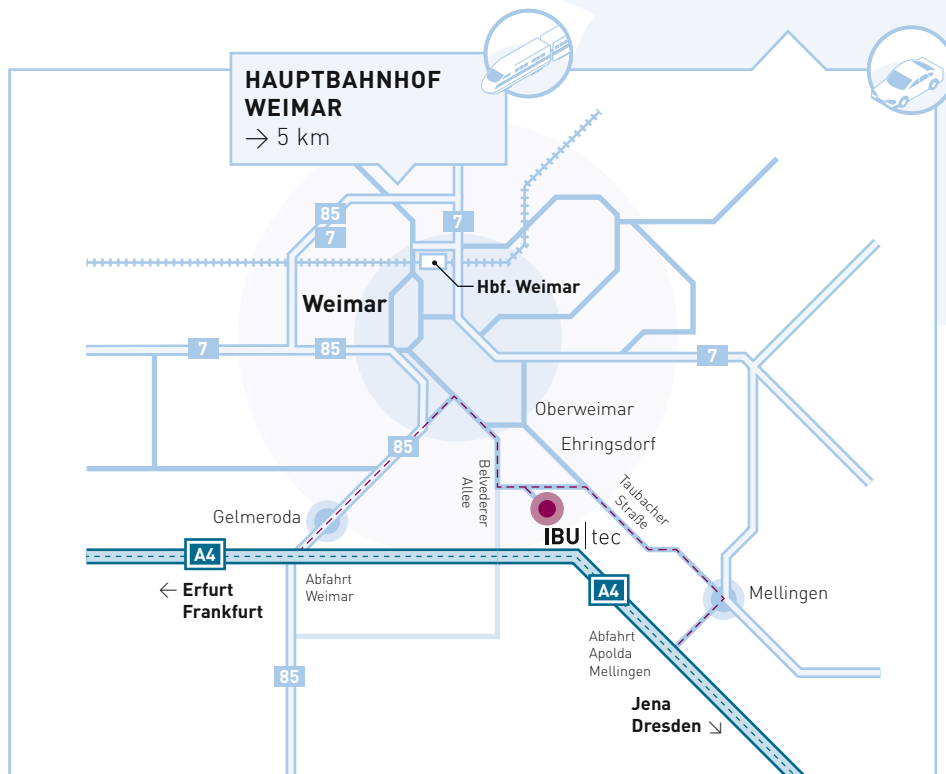 HAUPTBAHNHOF
WEIMAR
→ 5 km
85
7
7
Hbf. Weimar
Weimar
7
85
7
Oberweimar
85
Ehringsdorf
Belvederer
Allee
Taubacher
Straße
Gelmeroda
IBU|tec
A4
← Erfurt
Frankfurt
Abfahrt
Weimar
A4
Mellingen
Abfahrt
Apolda
Mellingen
85
Jena
Dresden ↘